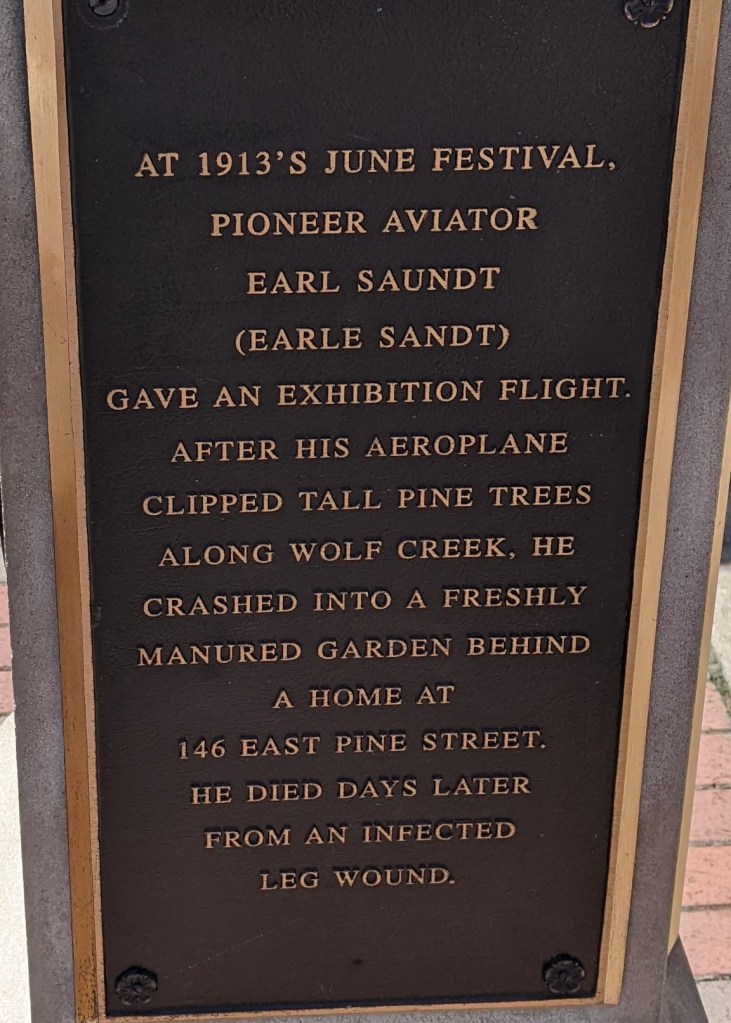 AT 1913'S JUNE FESTIVAL,
PIONEER AVIATOR
EARL SAUNDT
(EARLE SANDT)
GAVE AN EXHIBITION FLIGHT.
AFTER HIS AEROPLANE
CLIPPED TALL PINE TREES
ALONG WOLF CREEK, HE
CRASHED INTO A FRESHLY
MANURED GARDEN BEHIND
A HOME AT
146 EAST PINE STREET.
HE DIED DAYS LATER
FROM AN INFECTED
LEG WOUND.